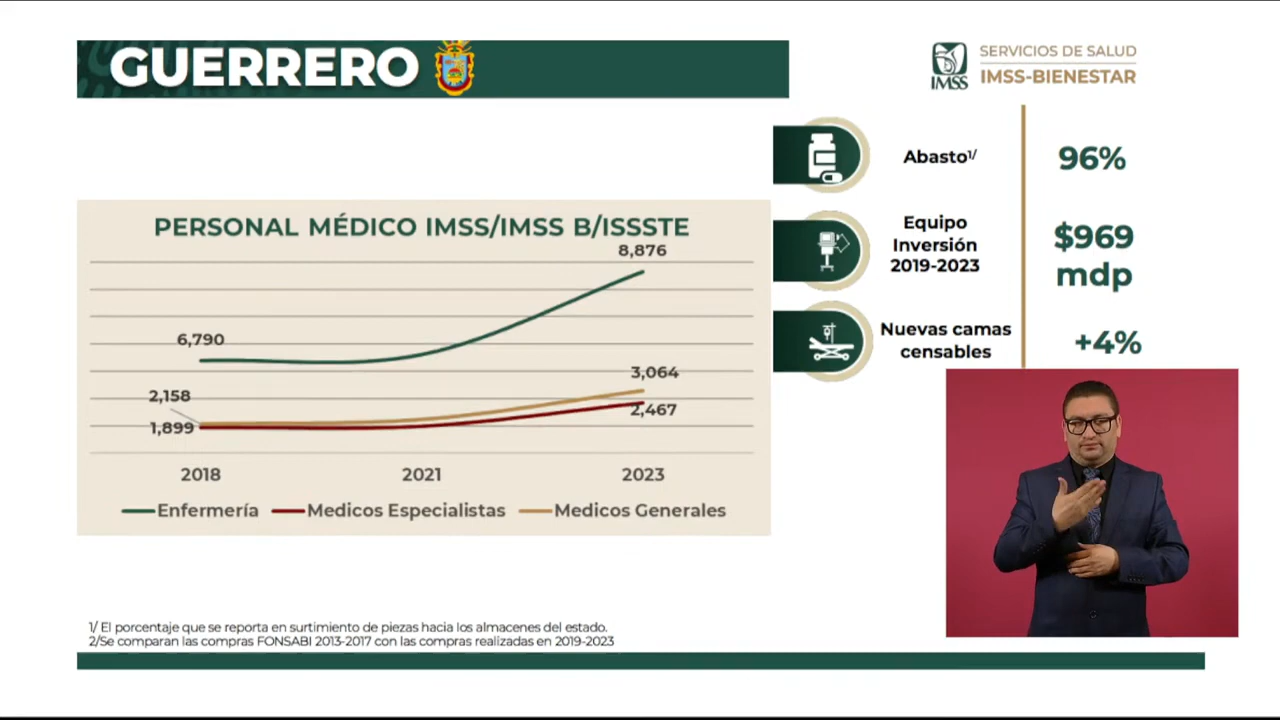 GUERRERO
IMSS
SERVICIOS DE SALUD
IMSS-BIENESTAR
Abasto1/
96%
Equipo
Inversión
2019-2023
$969
mdp
Nuevas camas
censables
+4%
PERSONAL MÉDICO IMSS/IMSS B/ISSSTE
8,876
6,790
3,064
2,158
2,467
1,899
2018 2021 2023
Enfermería Medicos Especialistas Medicos Generales
1/ El porcentaje que se reporta en surtimiento de piezas hacia los almacenes del estado.
2/Se comparan las compras FONSABI 2013-2017 con las compras realizadas en 2019-2023